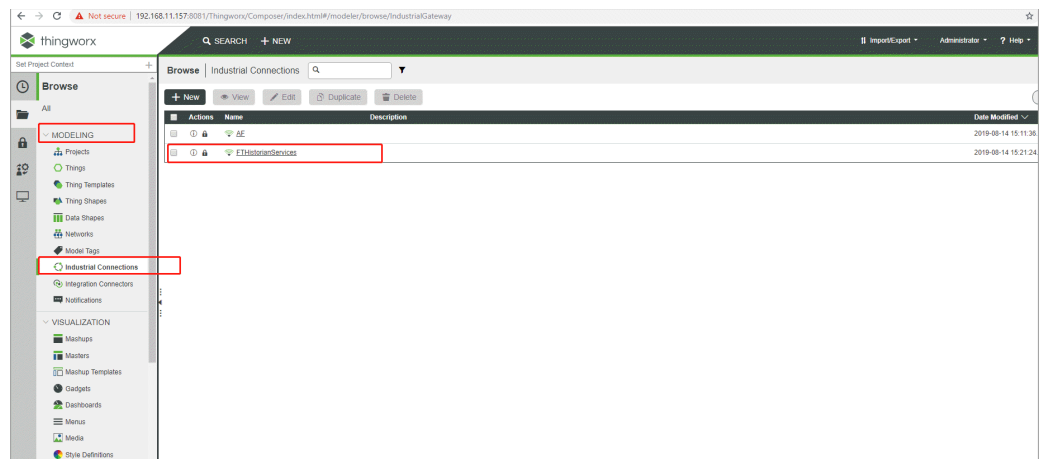 Not secure | 192.168.11.157:8081/Thingworx/Composer/index.html#/modeler/browse/IndustrialGateway
thingworx
SEARCH + NEW
Import/Export
Administrator
? Help
Set Project Context +
Browse
All
MODELING
Projects
Things
Thing Templates
Thing Shapes
Data Shapes
Networks
Model Tags
Industrial Connections
Integration Connectors
Notifications
VISUALIZATION
Mashups
Masters
Mashup Templates
Gadgets
Dashboards
Menus
Media
Style Definitions
Browse | Industrial Connections
+ New View Edit Duplicate Delete
Actions Name Description Date Modified
AF 2019-08-14 15:11:36.
FTHistorianServices 2019-08-14 15:21:24.